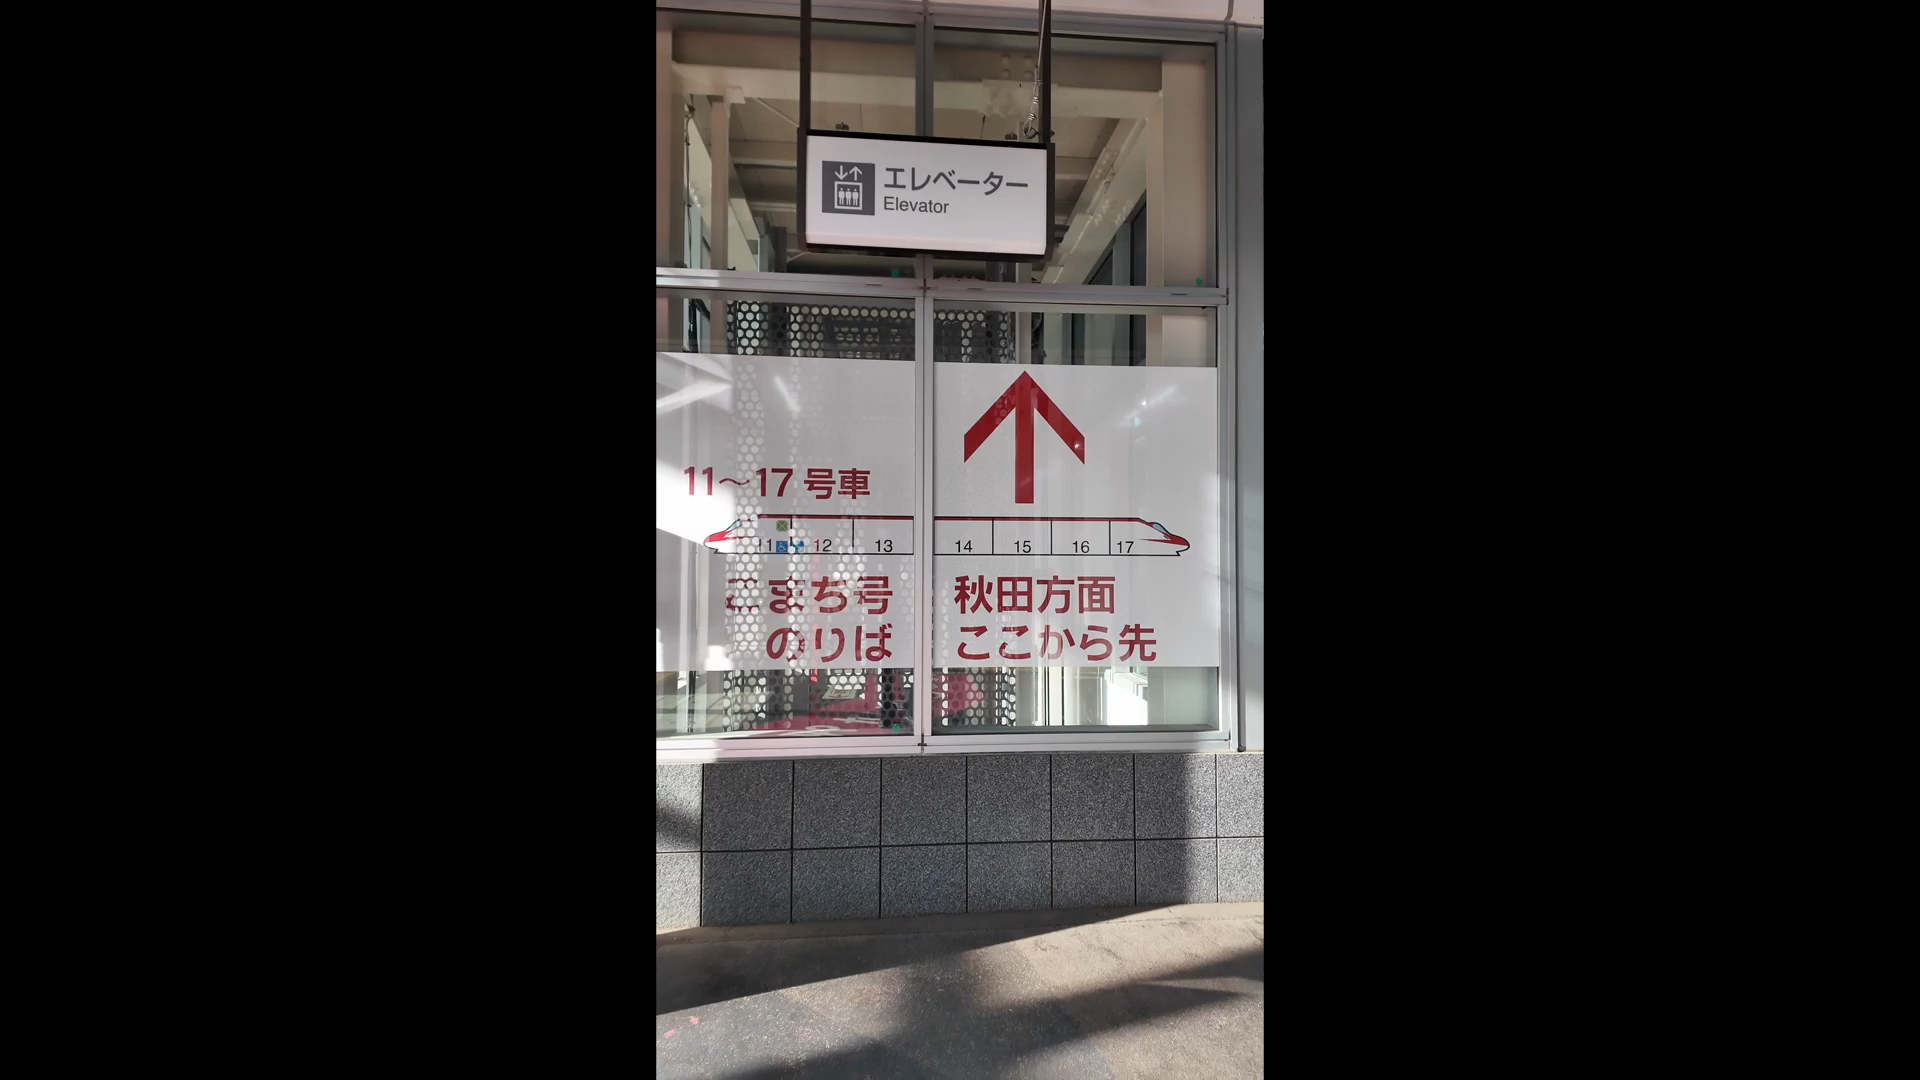 エレベーター
Elevator
11～17 号車
11 12 13 14 15 16 17
こまち号
のりば
秋田方面
ここから先